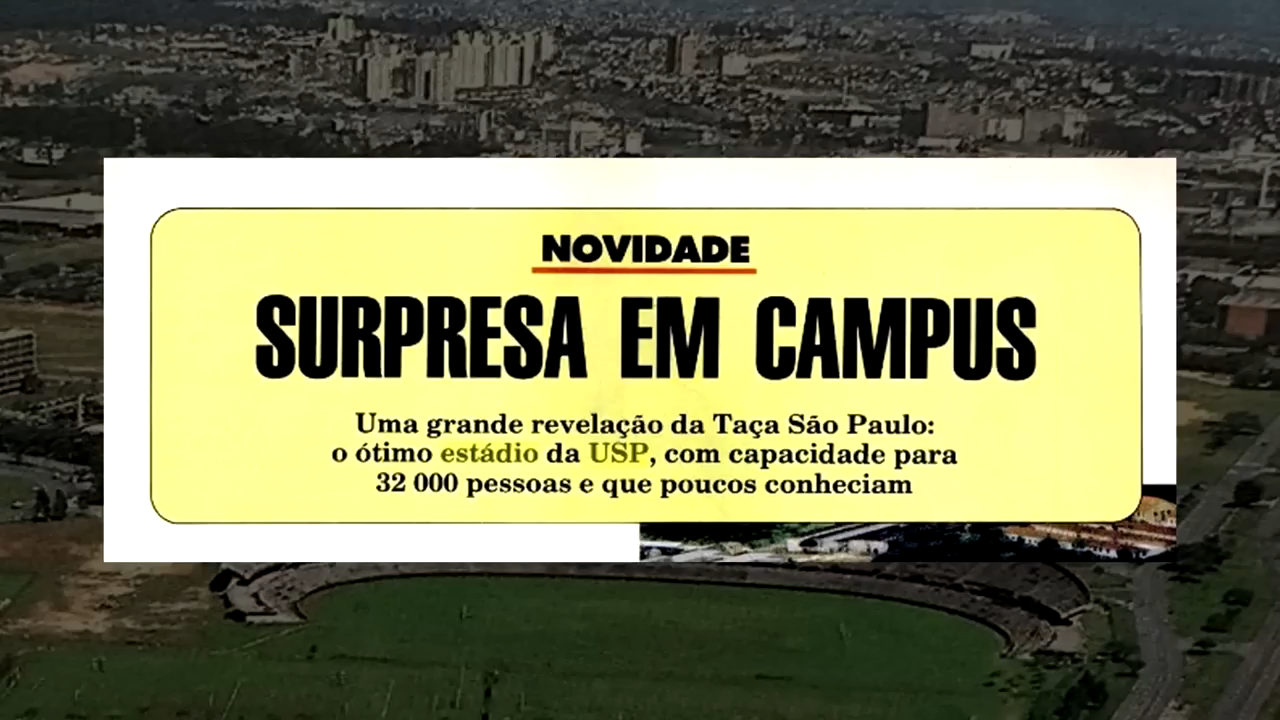 NOVIDADE
SURPRESA EM CAMPUS
Uma grande revelação da Taça São Paulo:
o ótimo estádio da USP, com capacidade para
32 000 pessoas e que poucos conheciam